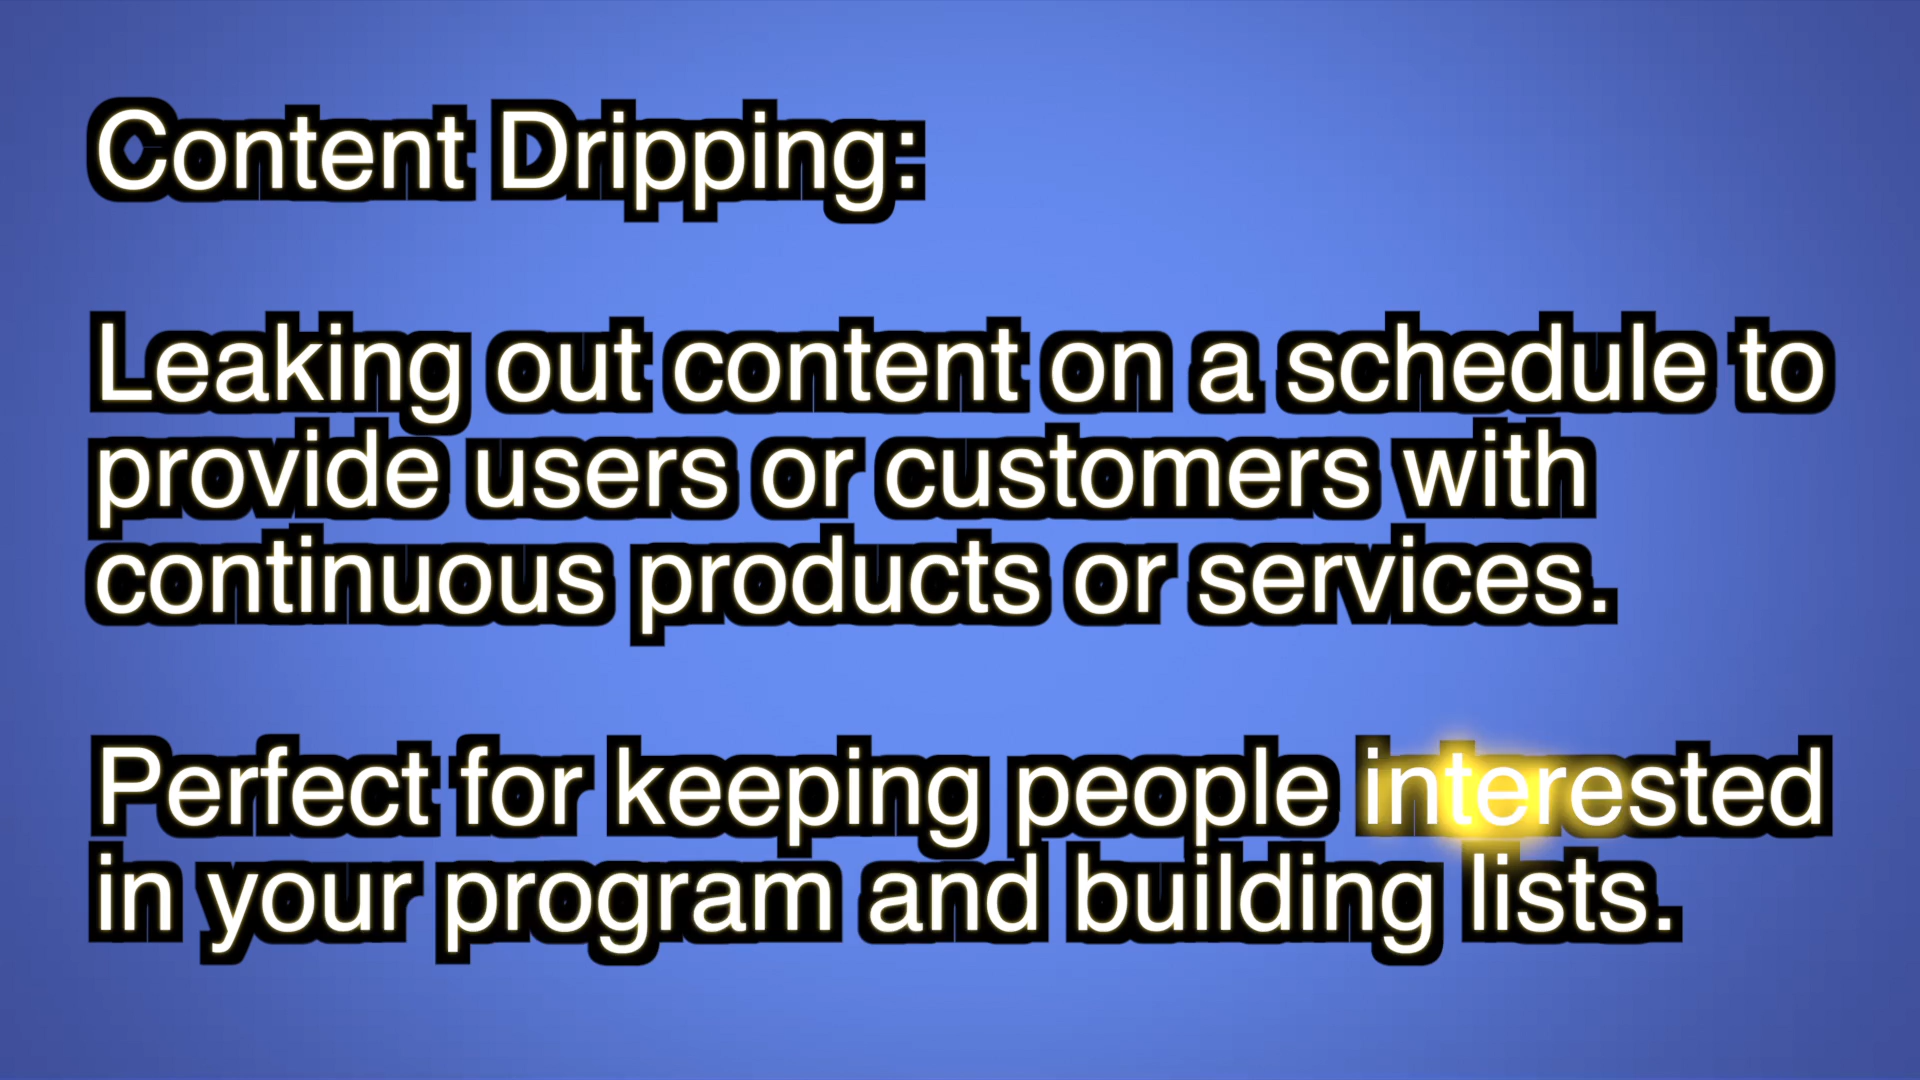 Content Dripping:
Leaking out content on a schedule to
provide users or customers with
continuous products or services.
Perfect for keeping people interested
in your program and building lists.